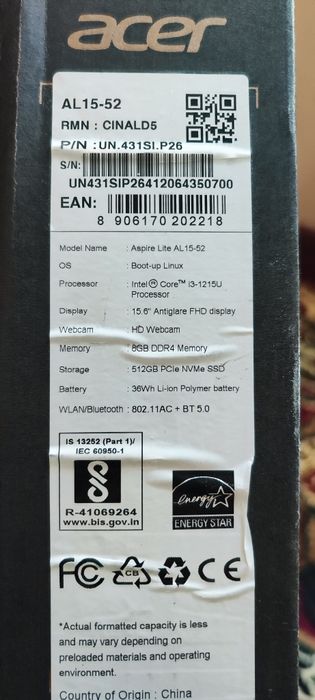 acer
AL15-52
RMN : CINALD5
P/N :UN.431SI.P26
S/N:
UN431SIP26412064350700
EAN:
8 906170 202218
Model Name : Aspire Lite AL15-52
OS : Boot-up Linux
Processor : Intel® Core™ i3-1215U
Processor
Display : 15.6" Antiglare FHD display
Webcam : HD Webcam
Memory : 8GB DDR4 Memory
Storage : 512GB PCIe NVMe SSD
Battery : 36Wh Li-Ion Polymer battery
WLAN/Bluetooth : 802.11AC + BT 5.0
IS 13252 (Part 1)/
IEC 60950-1
R-41069264
www.bis.gov.in
energy
ENERGY STAR
FC CB CE
*Actual formatted capacity is less
and may vary depending on
preloaded materials and operating
environment.
Country of Origin : China